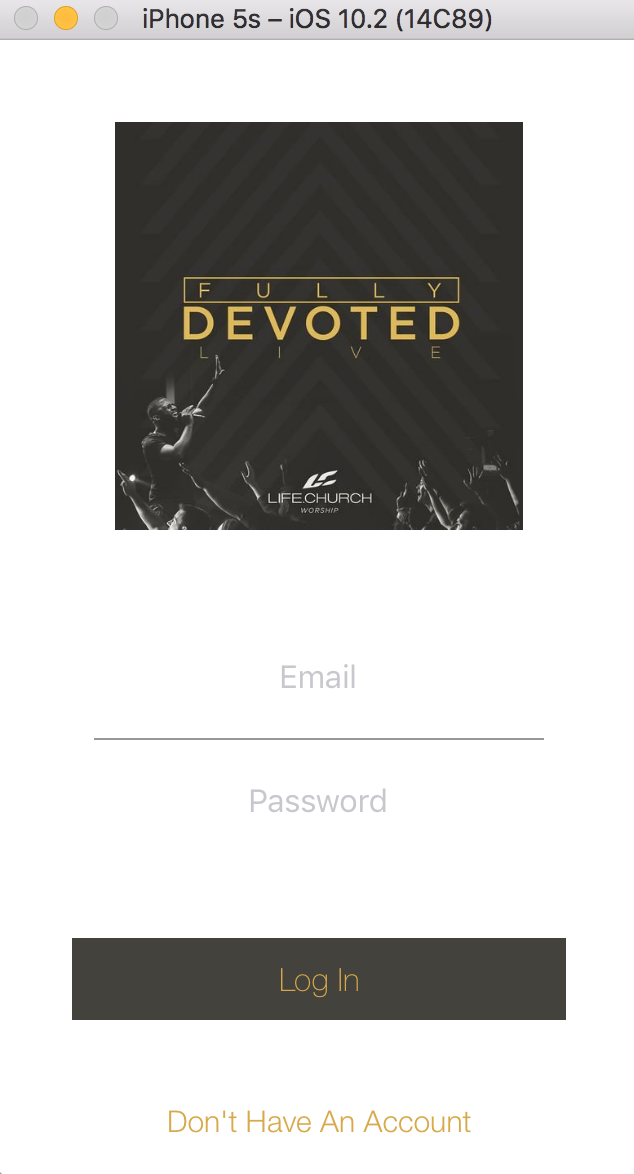 iPhone 5s – iOS 10.2 (14C89)
FULLY
DEVOTED
LIVE
LIFE.CHURCH
WORSHIP
Email
Password
Log In
Don't Have An Account